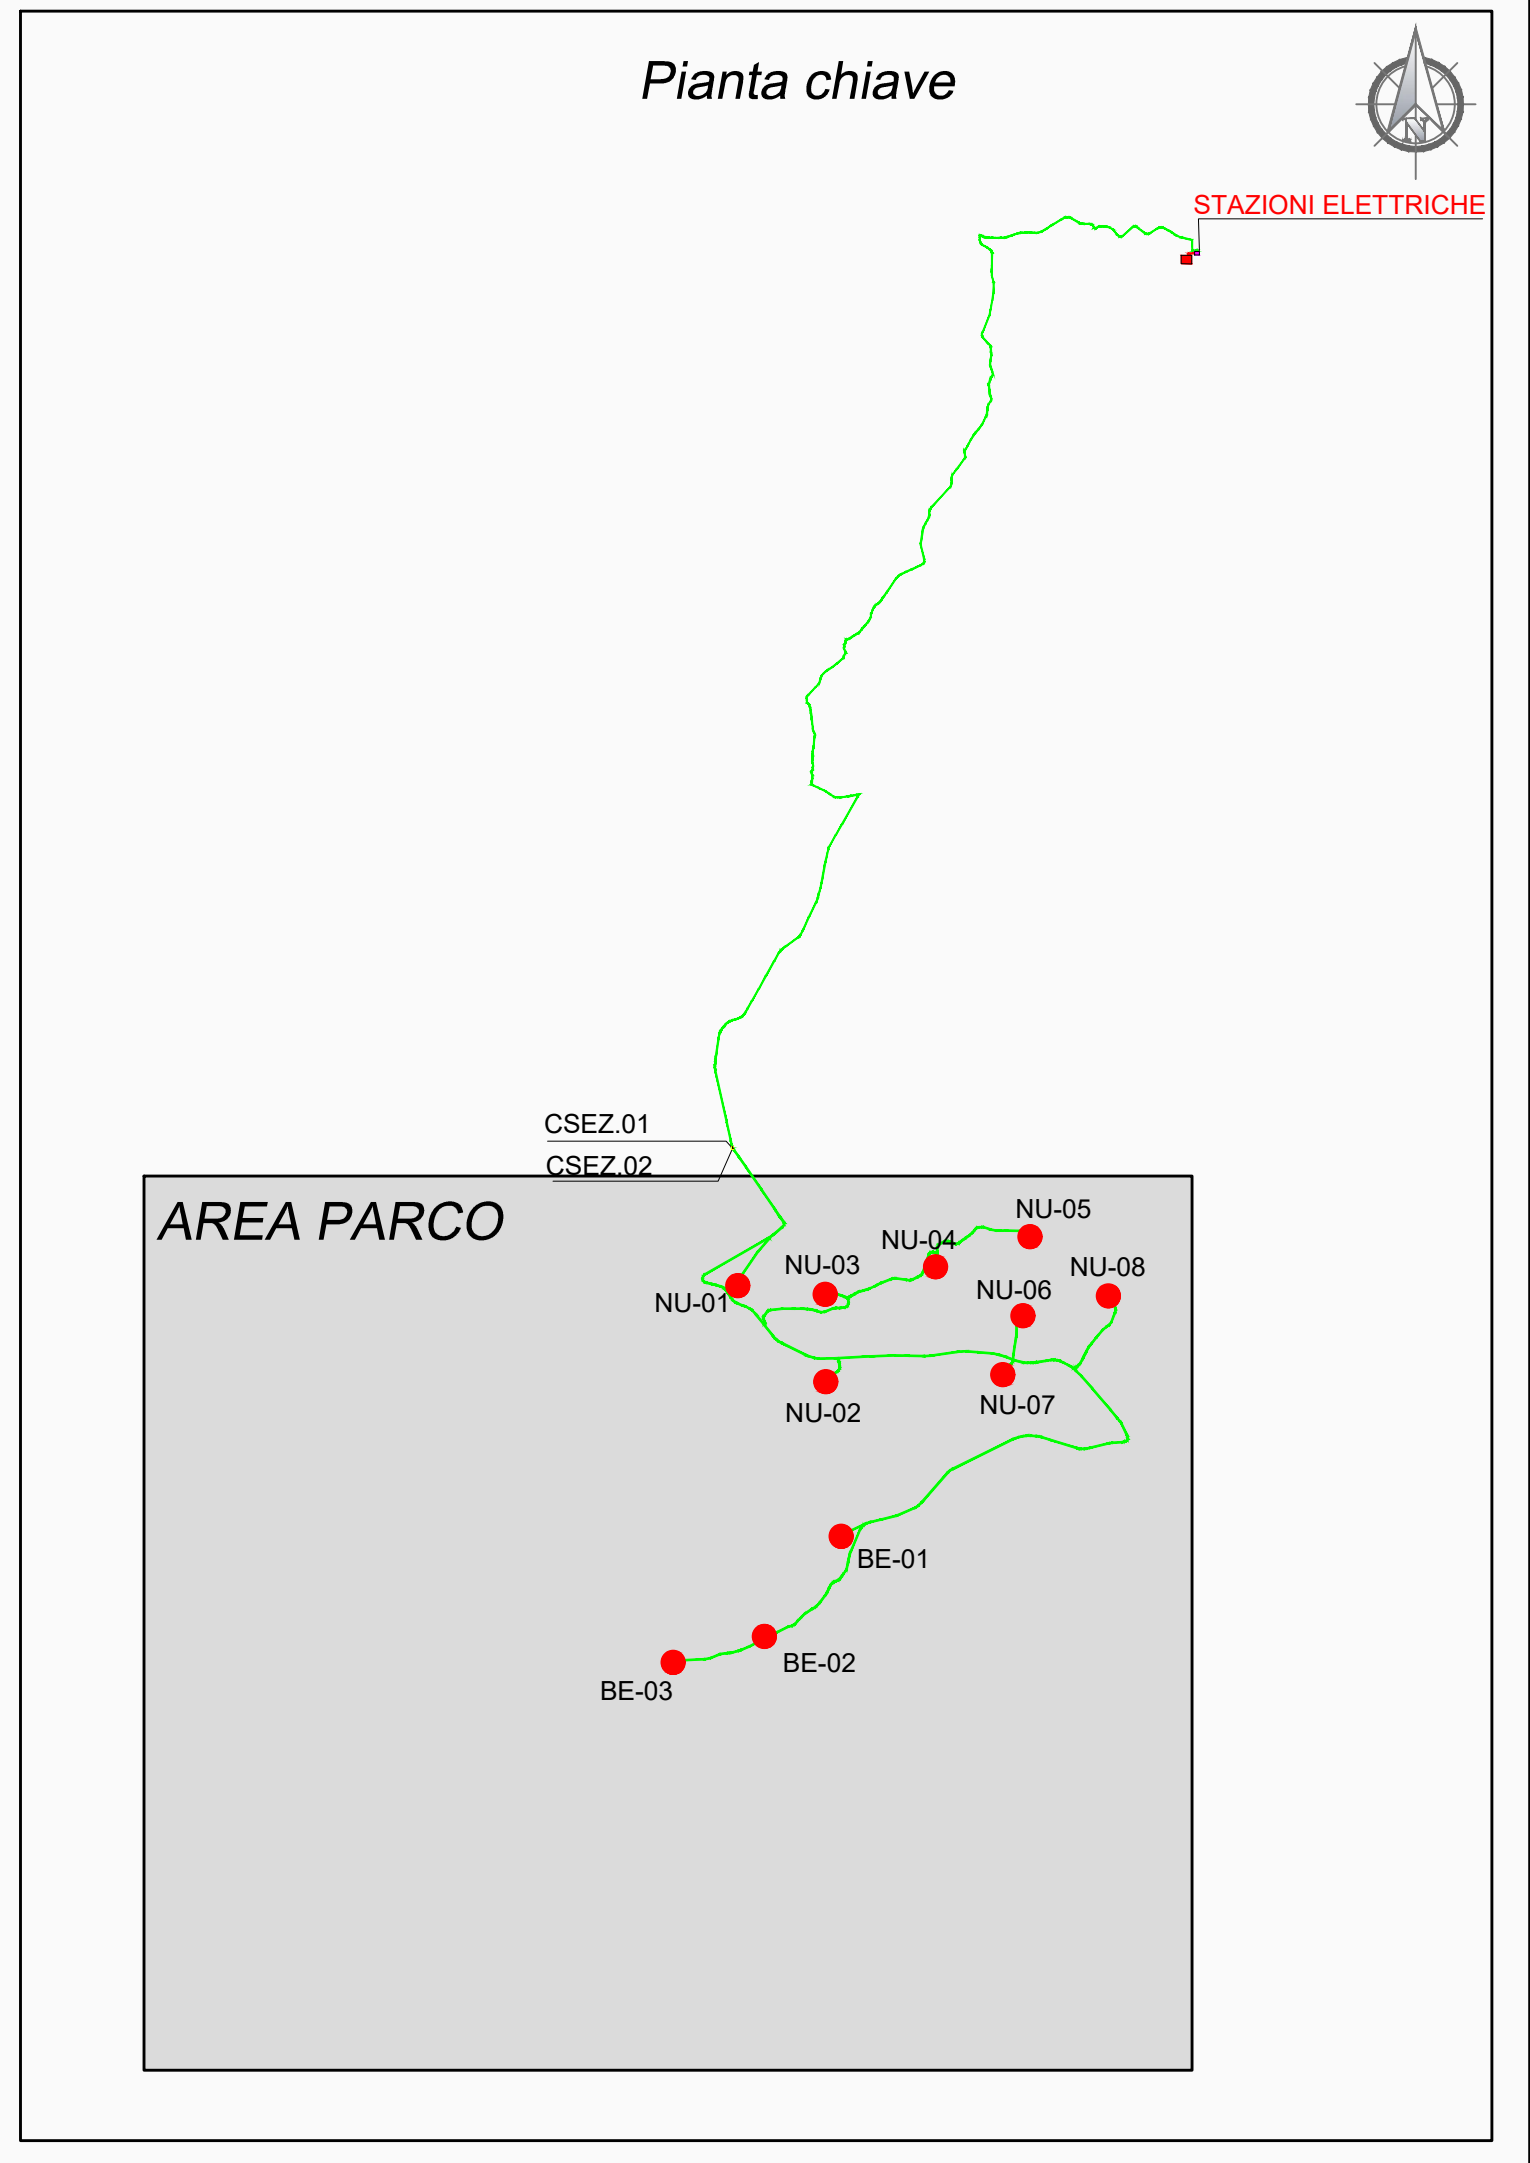 Pianta chiave
N
STAZIONI ELETTRICHE
CSEZ.01
CSEZ.02
AREA PARCO
NU-05
NU-04
NU-03
NU-08
NU-06
NU-01
NU-07
NU-02
BE-01
BE-02
BE-03